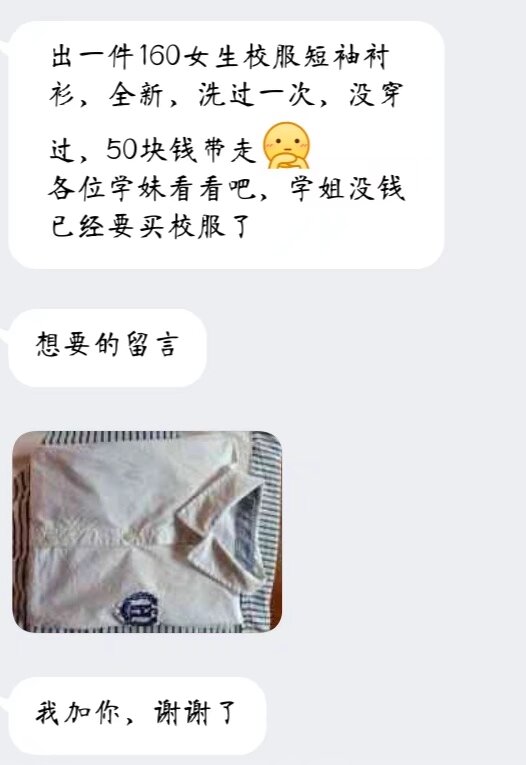 出一件160女生校服短袖衬
衫，全新，洗过一次，没穿
过，50块钱带走
各位学妹看看吧，学姐没钱
已经要买校服了
想要的留言
我加你，谢谢了